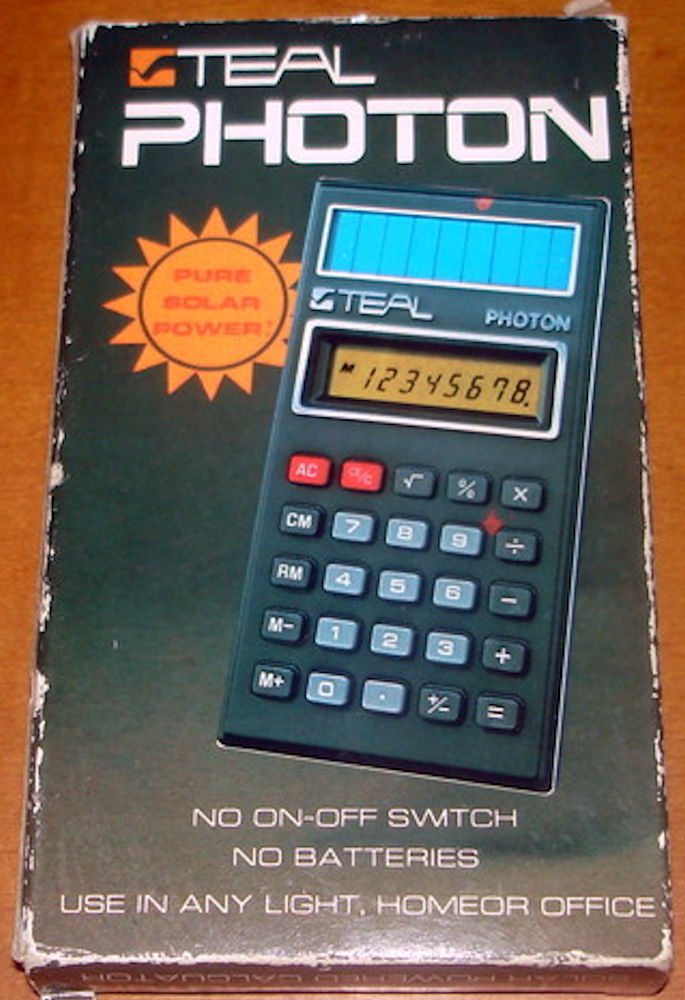 TEAL
PHOTON
PURE
SOLAR
POWER!
TEAL PHOTON
M 12345678.
AC CE/C √ % ×
CM 7 8 9 ÷
RM 4 5 6 −
M− 1 2 3 +
M+ 0 . +/− =
NO ON-OFF SWITCH
NO BATTERIES
USE IN ANY LIGHT, HOMEOR OFFICE